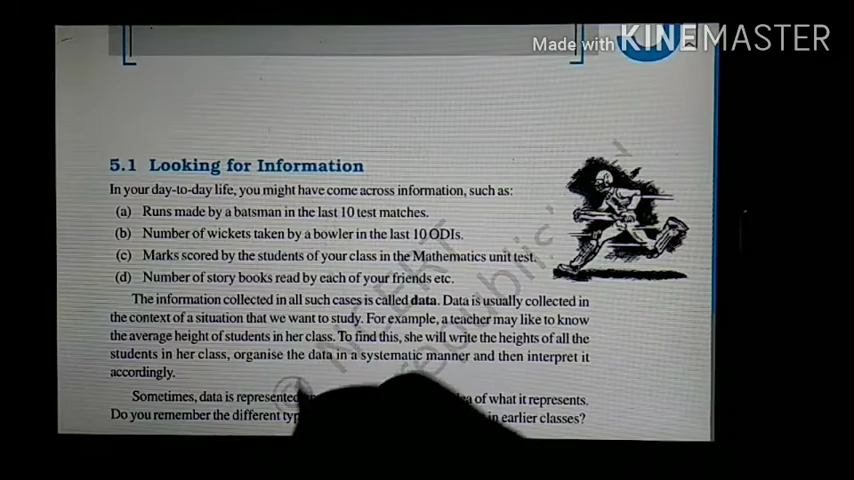 Made with KINEMASTER
5.1 Looking for Information
In your day-to-day life, you might have come across information, such as:
(a) Runs made by a batsman in the last 10 test matches.
(b) Number of wickets taken by a bowler in the last 10 ODIs.
(c) Marks scored by the students of your class in the Mathematics unit test.
(d) Number of story books read by each of your friends etc.
The information collected in all such cases is called data. Data is usually collected in
the context of a situation that we want to study. For example, a teacher may like to know
the average height of students in her class. To find this, she will write the heights of all the
students in her class, organise the data in a systematic manner and then interpret it
accordingly.
Sometimes, data is represented of what it represents.
Do you remember the different in earlier classes?
© NCERT
republis